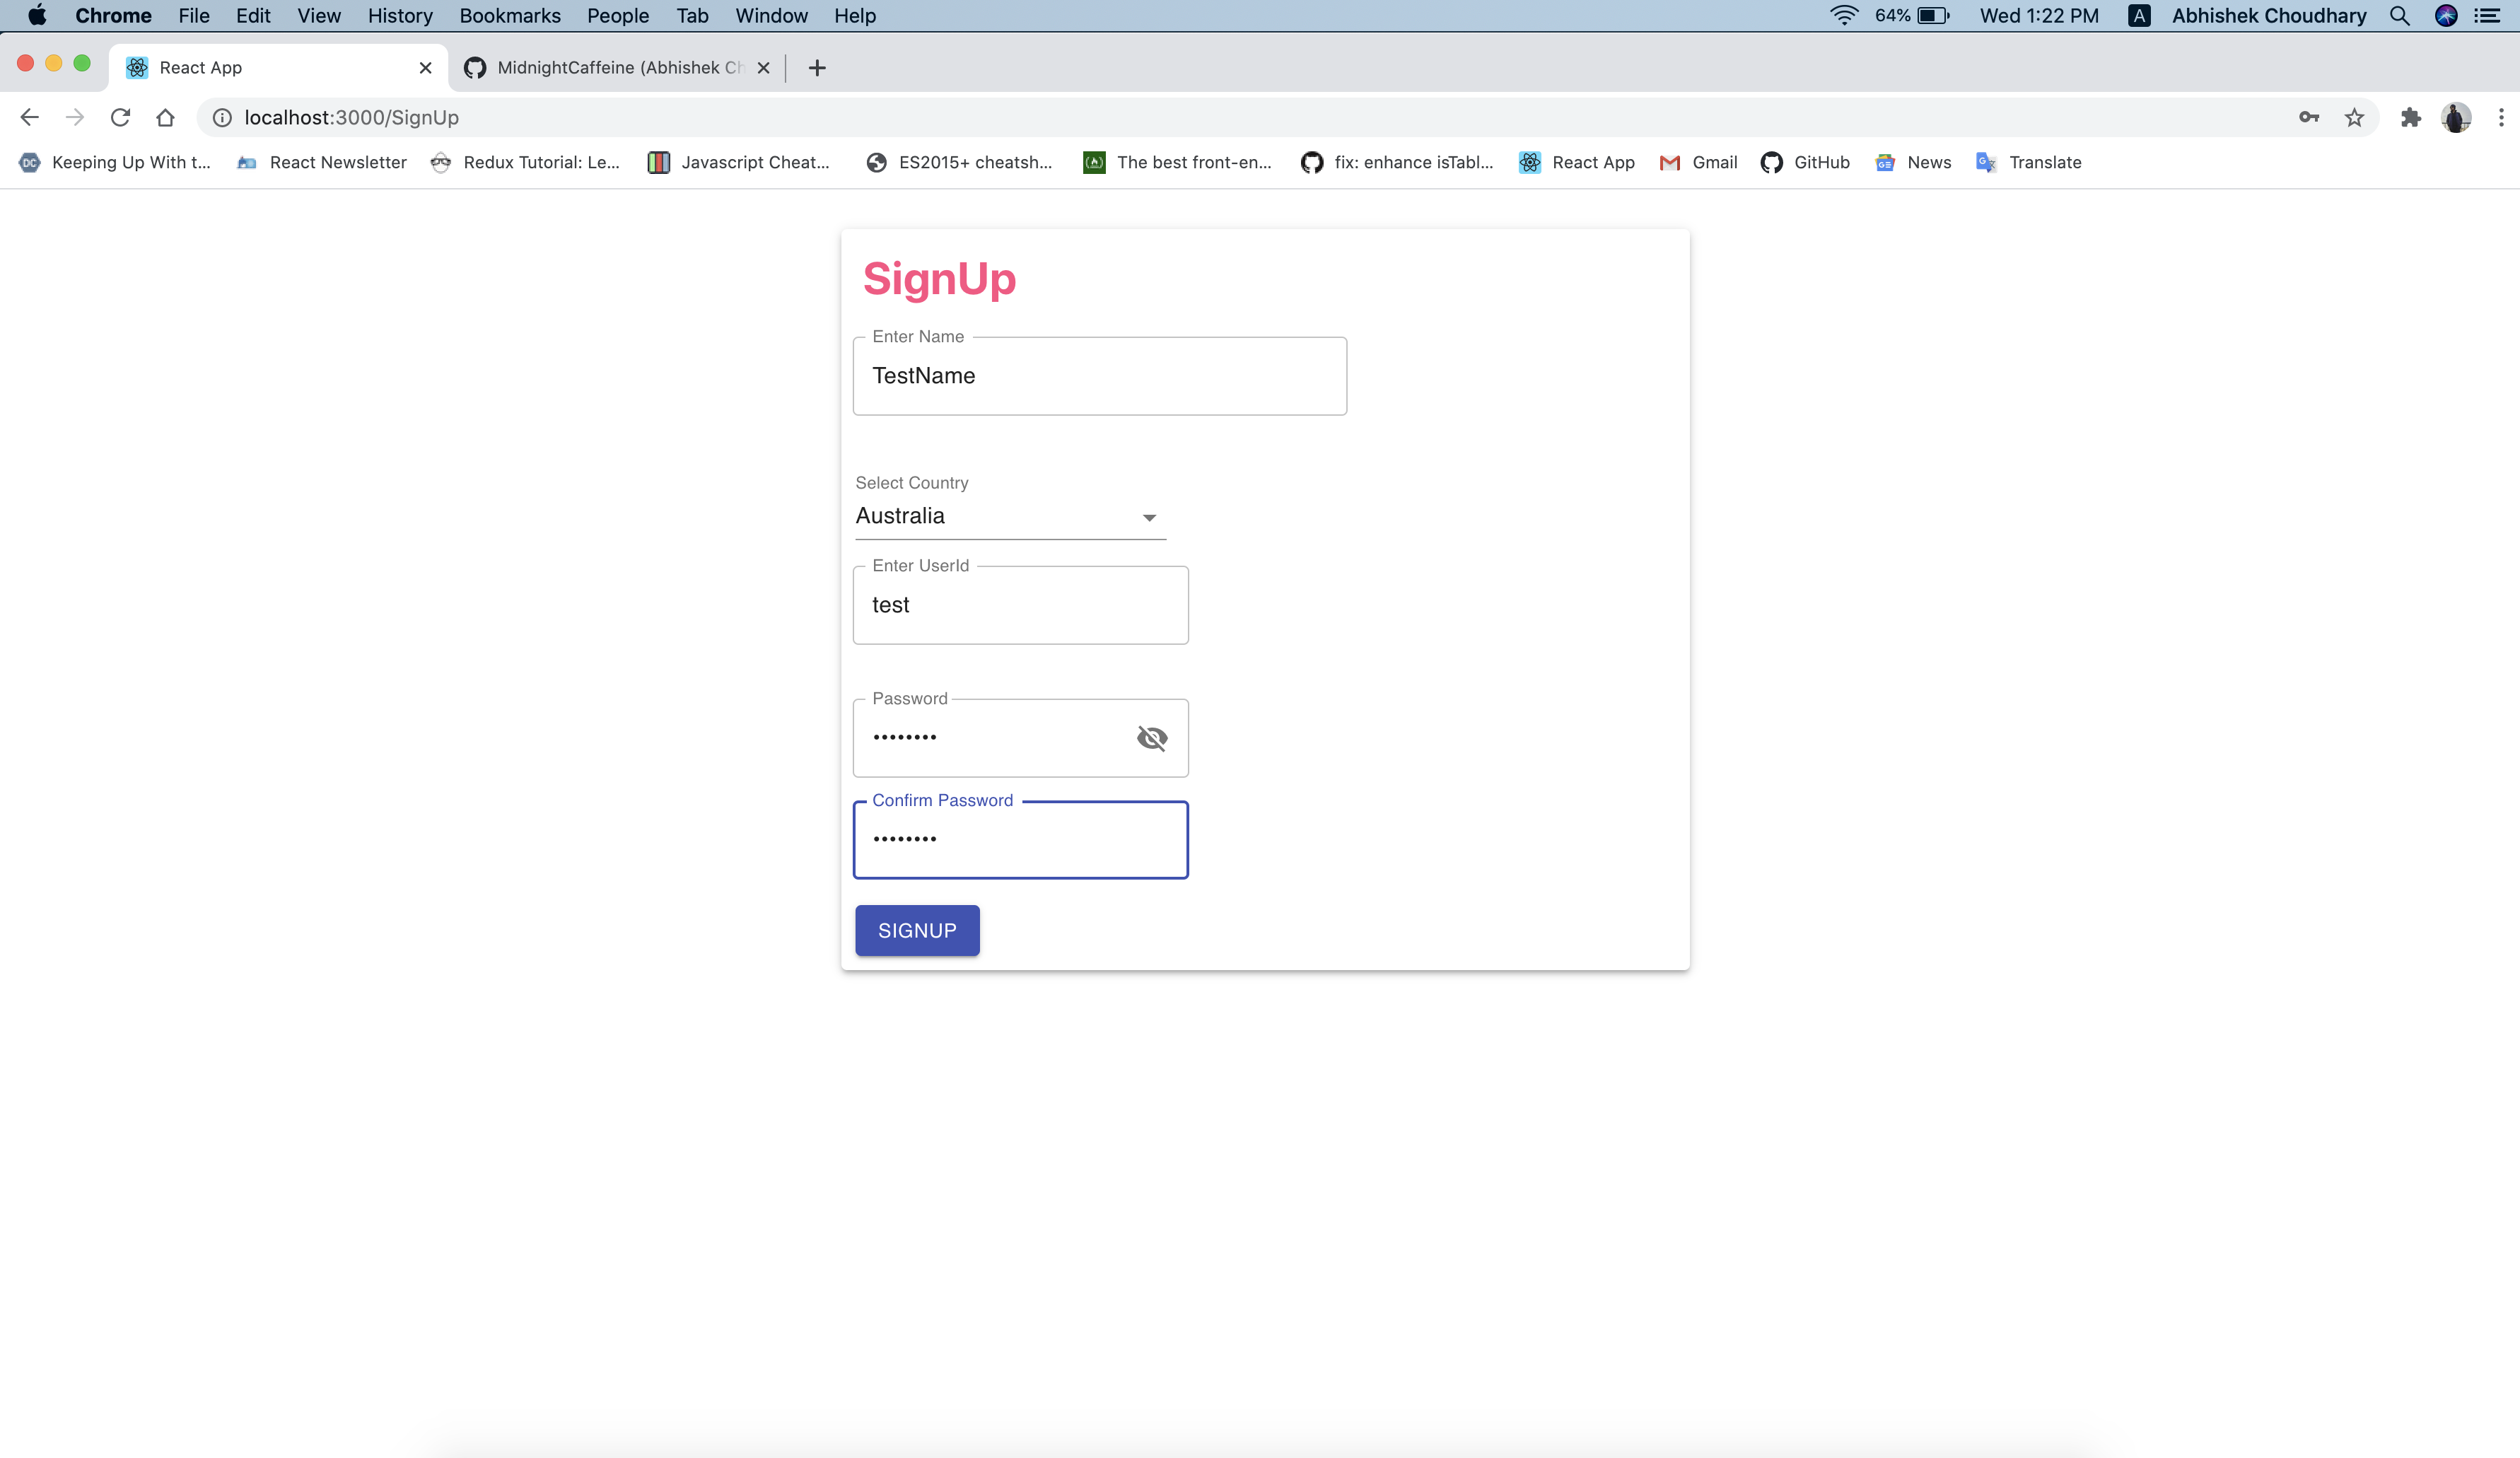 Chrome File Edit View History Bookmarks People Tab Window Help 64% Wed 1:22 PM A Abhishek Choudhary
React App MidnightCaffeine (Abhishek Ch
localhost:3000/SignUp
DC Keeping Up With t... React Newsletter Redux Tutorial: Le... Javascript Cheat... ES2015+ cheatsh... The best front-en... fix: enhance isTabl... React App Gmail GitHub News Translate
SignUp
Enter Name
TestName
Select Country
Australia
Enter UserId
test
Password
••••••••
Confirm Password
••••••••
SIGNUP